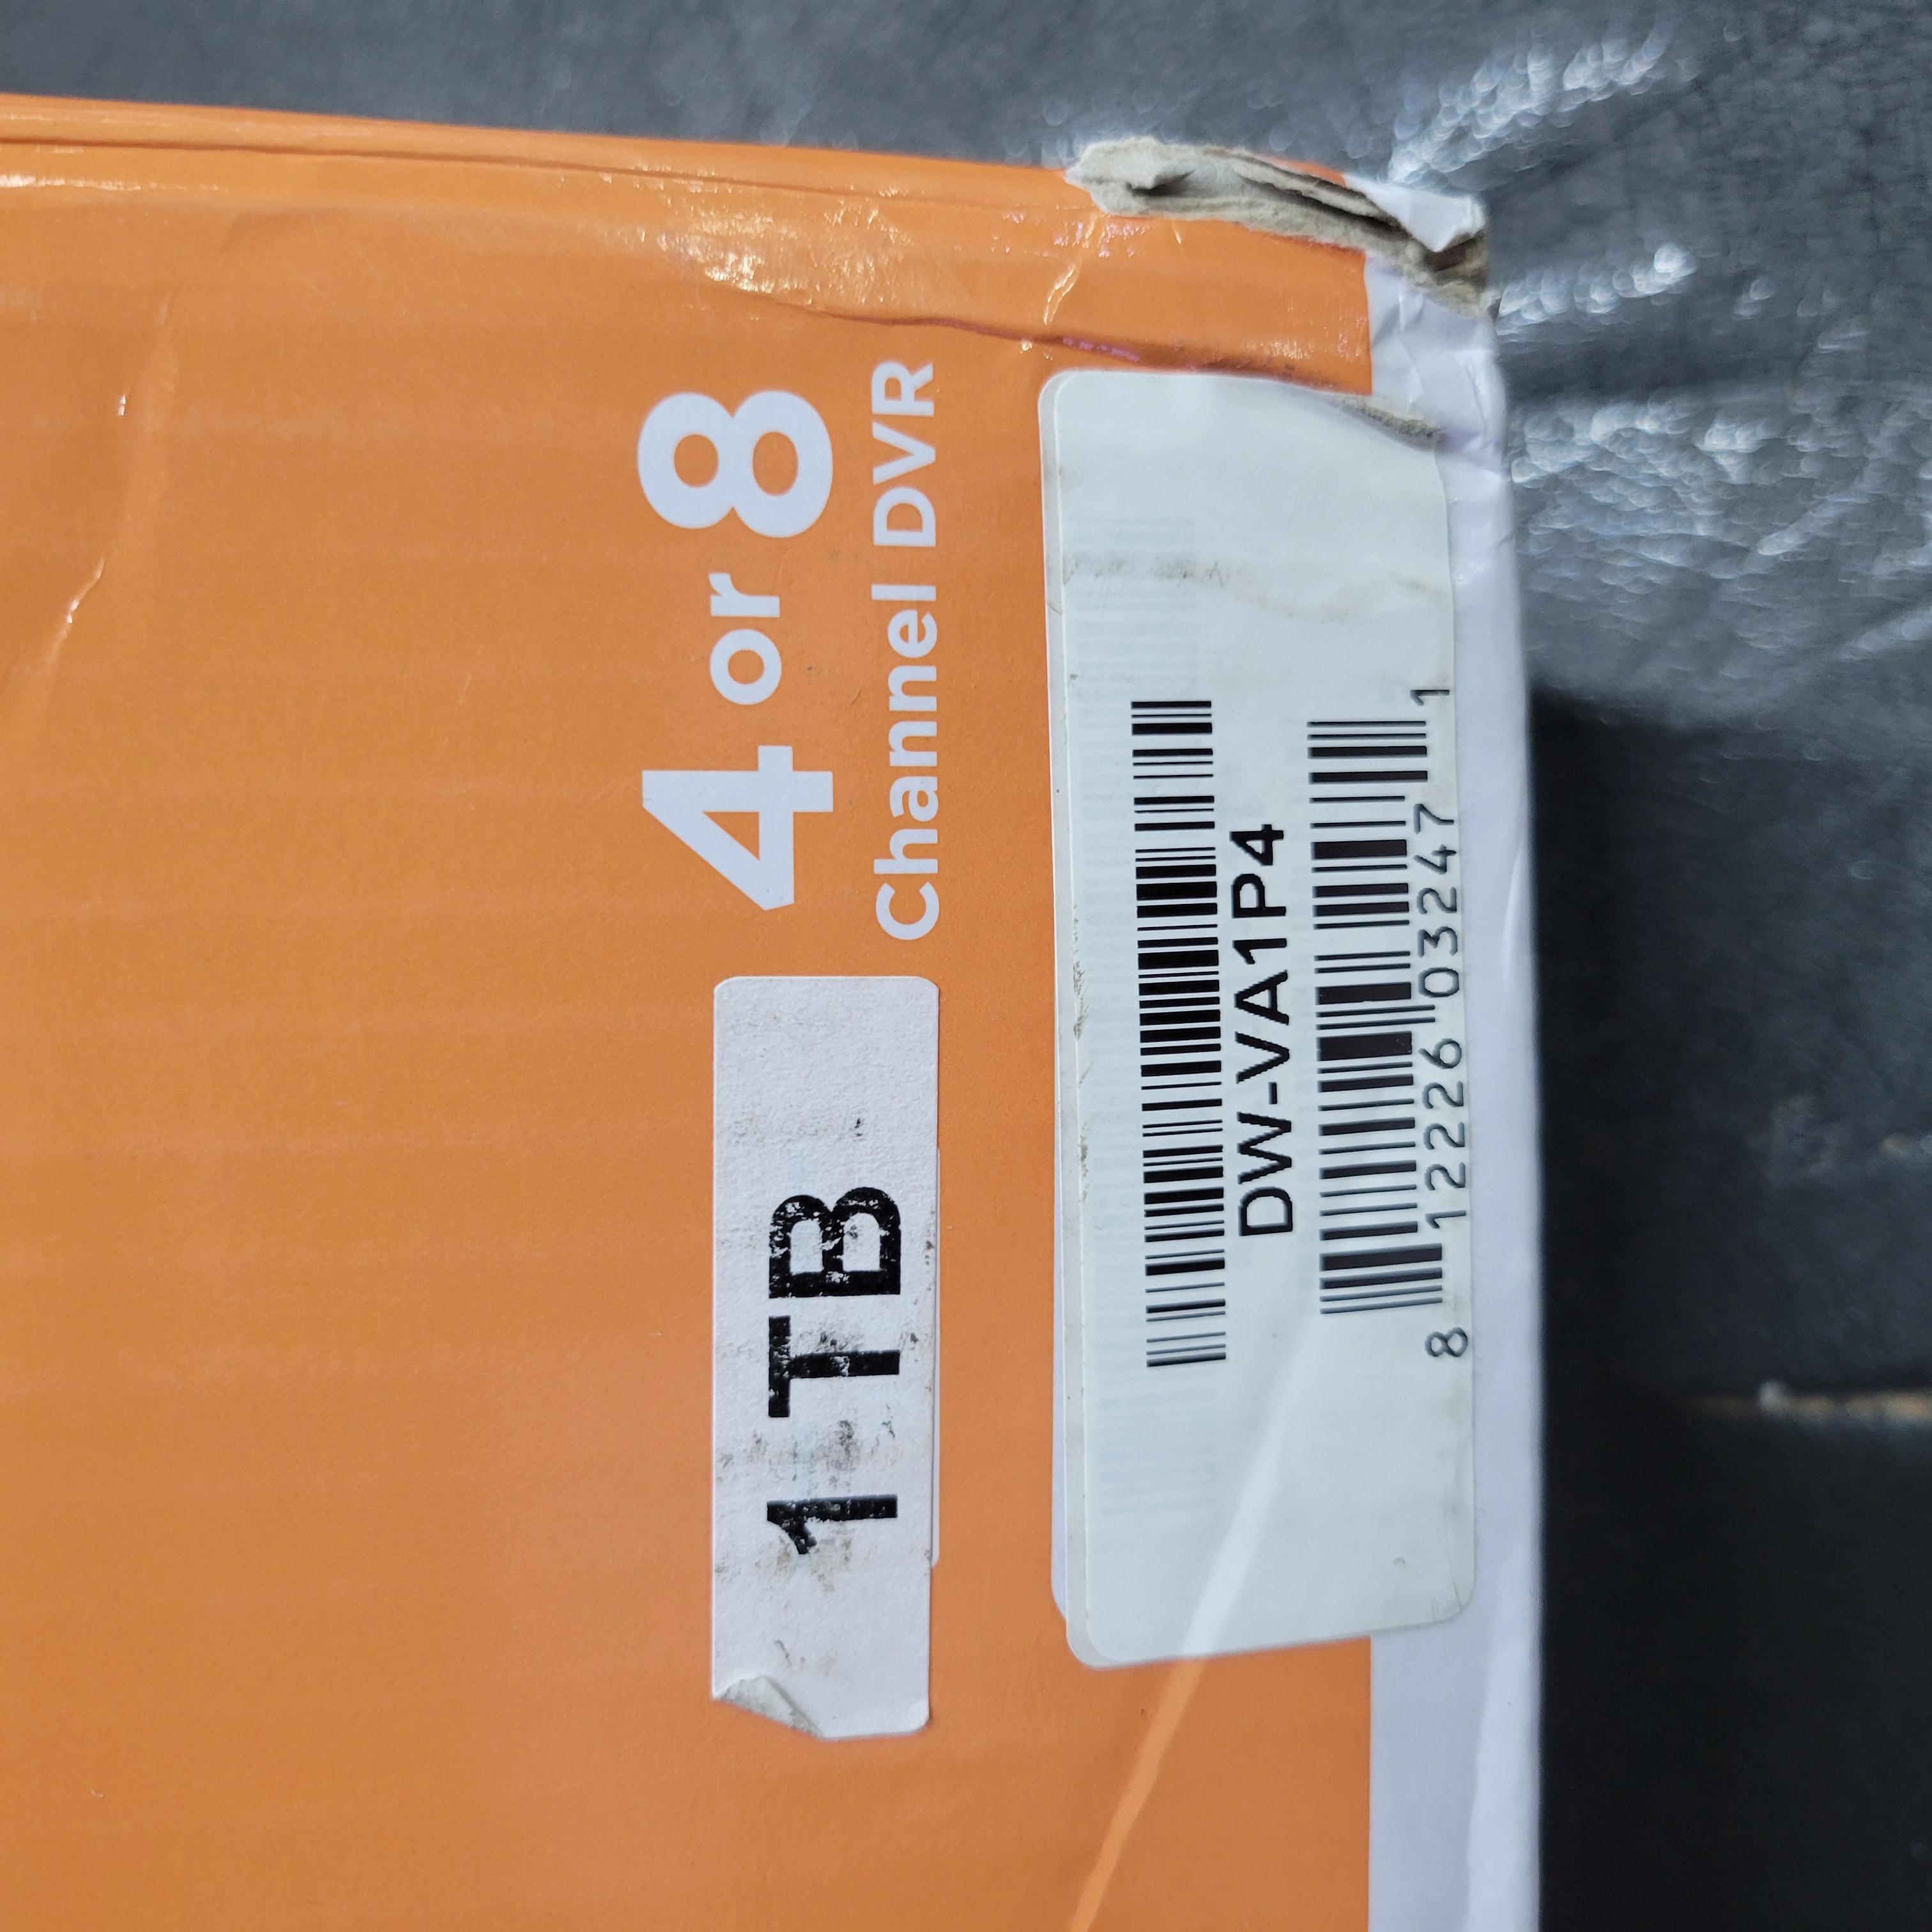 4 or 8
Channel DVR
1TB
DW-VA1P4
8 12226 03247 1